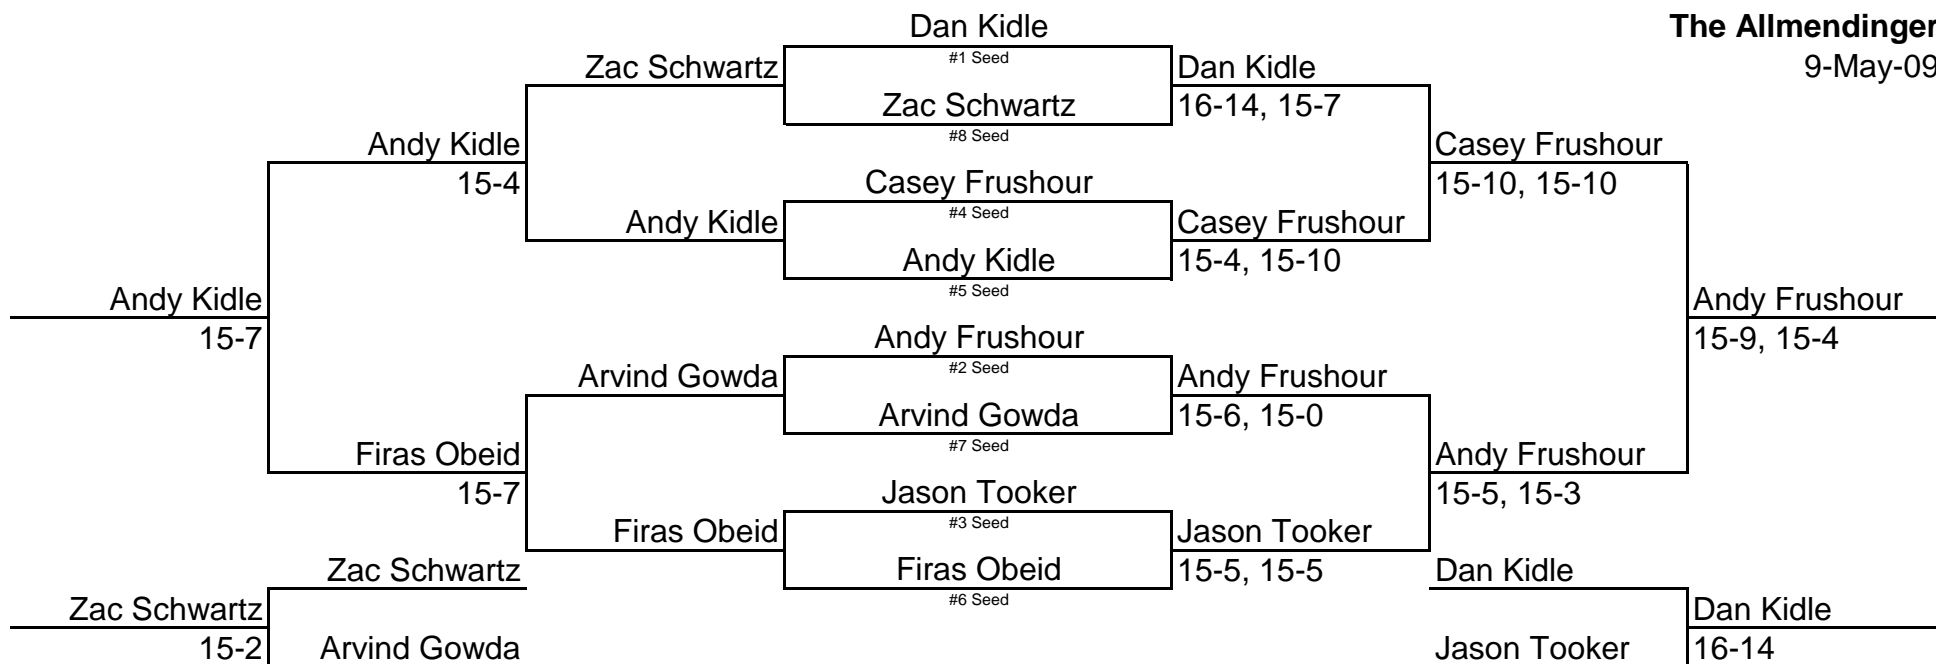 Dan Kidle
The Allmendinger
Zac Schwartz
#1 Seed
Dan Kidle
9-May-09
Zac Schwartz
16-14, 15-7
Andy Kidle
#8 Seed
Casey Frushour
15-4
Casey Frushour
15-10, 15-10
Andy Kidle
#4 Seed
Casey Frushour
Andy Kidle
15-4, 15-10
Andy Kidle
#5 Seed
Andy Frushour
15-7
Andy Frushour
15-9, 15-4
Arvind Gowda
#2 Seed
Andy Frushour
Arvind Gowda
15-6, 15-0
Firas Obeid
#7 Seed
Andy Frushour
15-7
Jason Tooker
15-5, 15-3
Firas Obeid
#3 Seed
Jason Tooker
Zac Schwartz
Firas Obeid
15-5, 15-5
Dan Kidle
Zac Schwartz
#6 Seed
Dan Kidle
15-2
Arvind Gowda
Jason Tooker
16-14